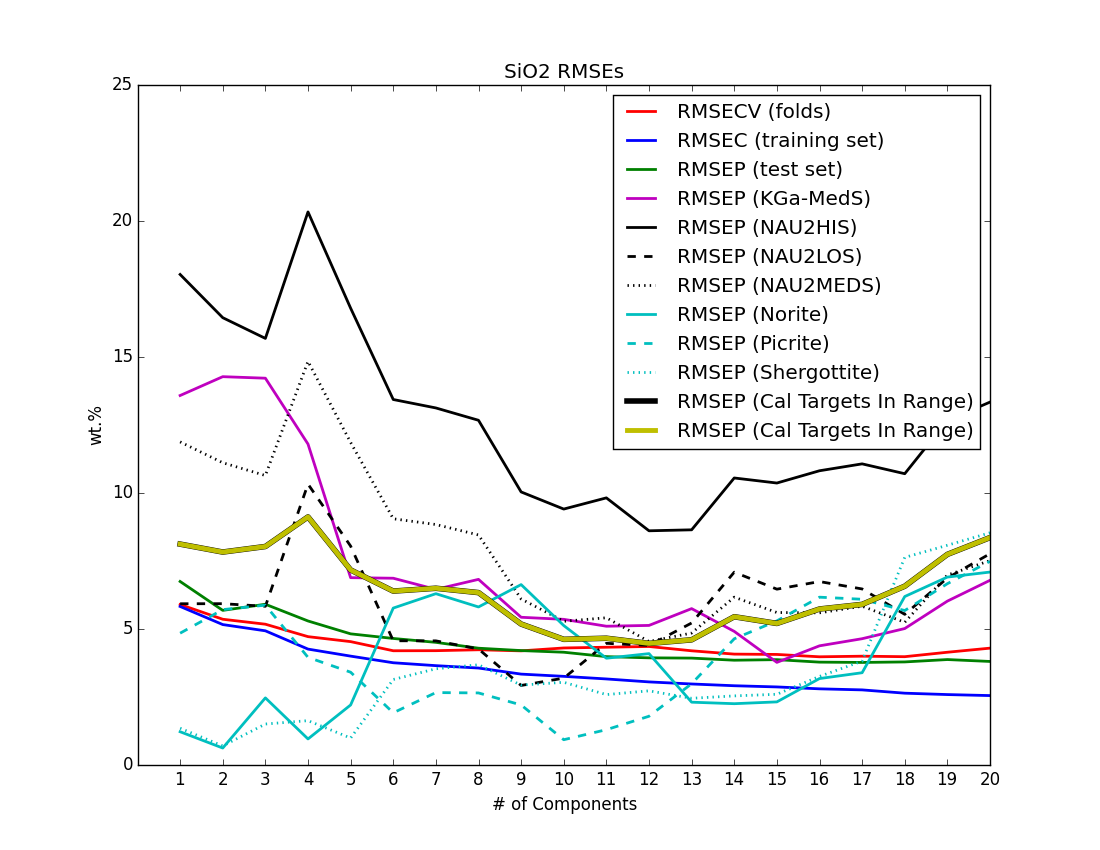 SiO2 RMSEs
25
20
15
10
5
0
wt.%
RMSECV (folds)
RMSEC (training set)
RMSEP (test set)
RMSEP (KGa-MedS)
RMSEP (NAU2HIS)
RMSEP (NAU2LOS)
RMSEP (NAU2MEDS)
RMSEP (Norite)
RMSEP (Picrite)
RMSEP (Shergottite)
RMSEP (Cal Targets In Range)
RMSEP (Cal Targets In Range)
1 2 3 4 5 6 7 8 9 10 11 12 13 14 15 16 17 18 19 20
# of Components